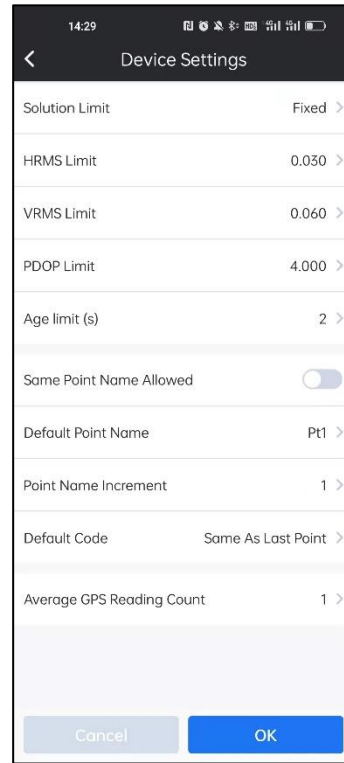 14:29
Device Settings
Solution Limit Fixed
HRMS Limit 0.030
VRMS Limit 0.060
PDOP Limit 4.000
Age limit (s) 2
Same Point Name Allowed
Default Point Name Pt1
Point Name Increment 1
Default Code Same As Last Point
Average GPS Reading Count 1
Cancel OK